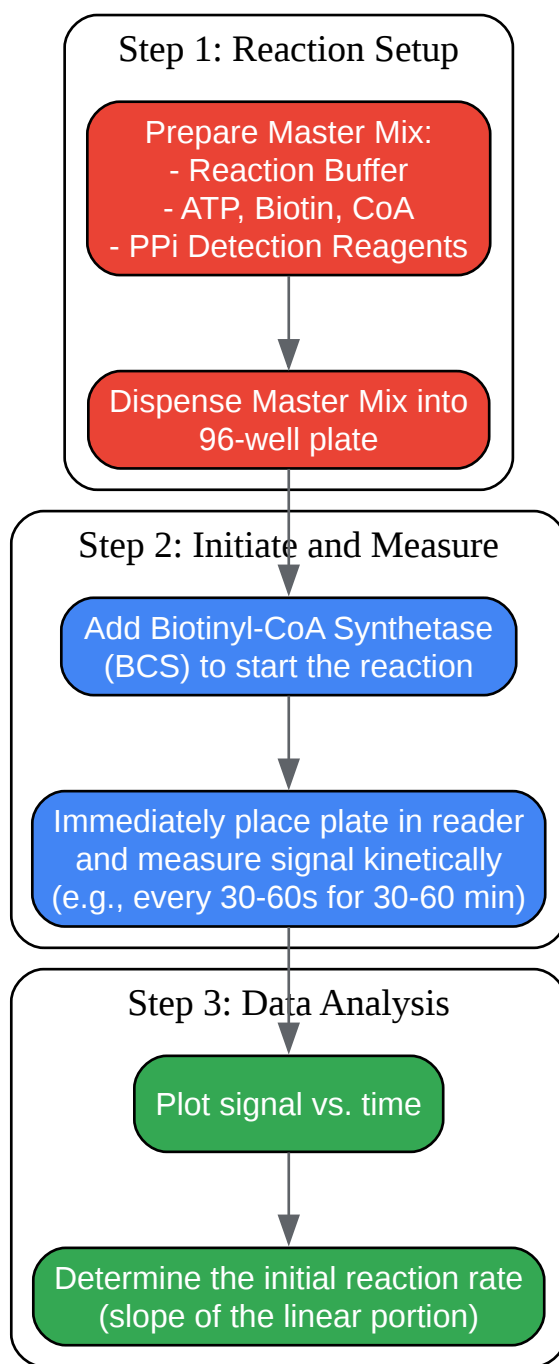 Step 1: Reaction Setup
Prepare Master Mix:
- Reaction Buffer
- ATP, Biotin, CoA
- PPi Detection Reagents
Dispense Master Mix into
96-well plate
Step 2: Initiate and Measure
Add Biotinyl-CoA Synthetase
(BCS) to start the reaction
Immediately place plate in reader
and measure signal kinetically
(e.g., every 30-60s for 30-60 min)
Step 3: Data Analysis
Plot signal vs. time
Determine the initial reaction rate
(slope of the linear portion)